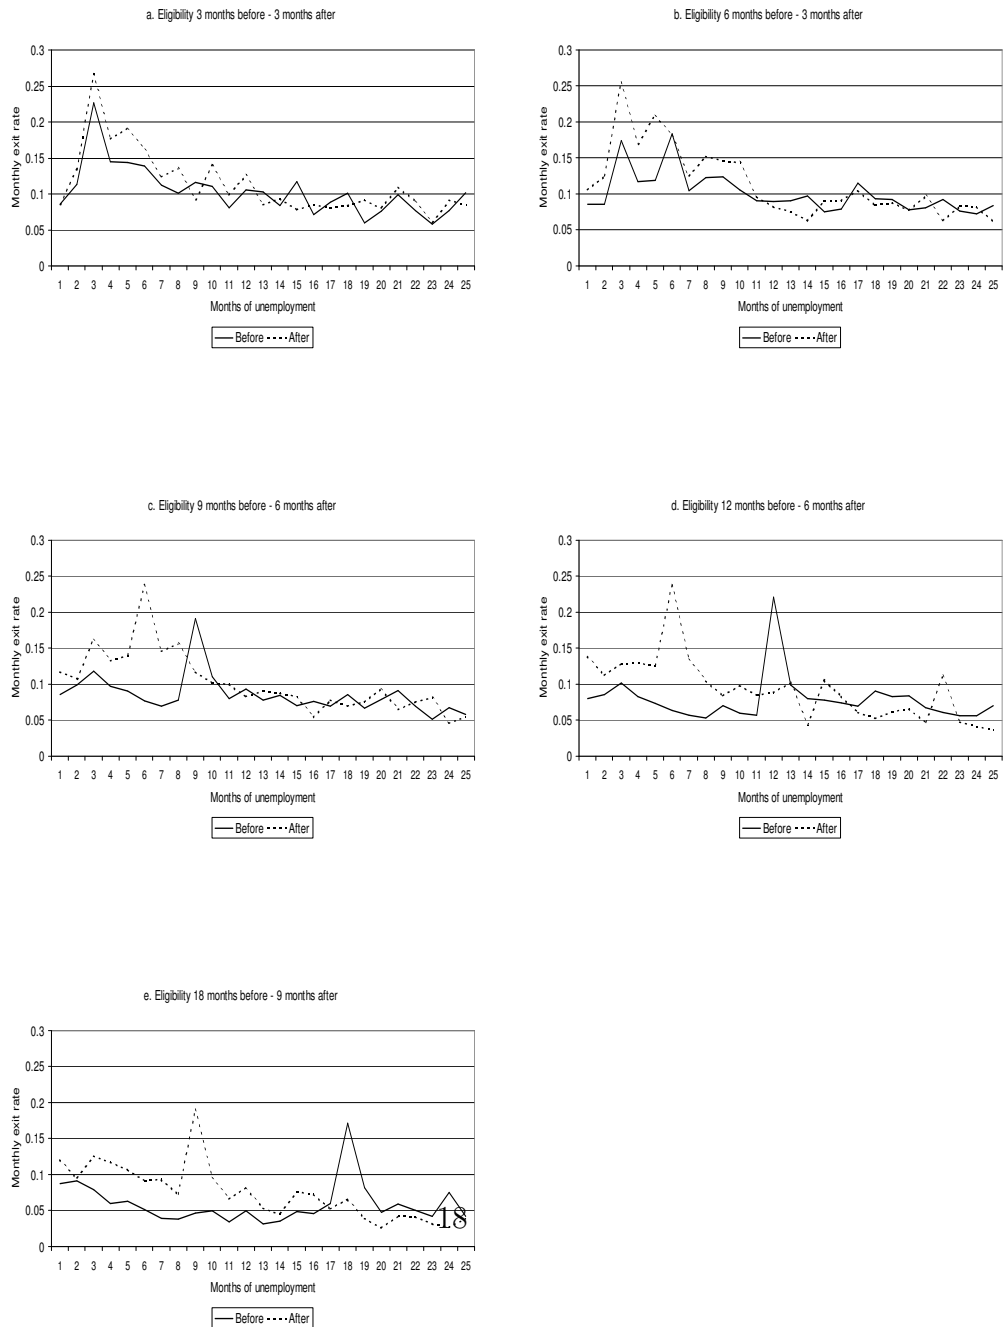 a. Eligibility 3 months before - 3 months after
0.3
0.25
0.2
0.15
0.1
0.05
0
Monthly exit rate
1 2 3 4 5 6 7 8 9 10 11 12 13 14 15 16 17 18 19 20 21 22 23 24 25
Months of unemployment
Before After
b. Eligibility 6 months before - 3 months after
0.3
0.25
0.2
0.15
0.1
0.05
0
Monthly exit rate
1 2 3 4 5 6 7 8 9 10 11 12 13 14 15 16 17 18 19 20 21 22 23 24 25
Months of unemployment
Before After
c. Eligibility 9 months before - 6 months after
0.3
0.25
0.2
0.15
0.1
0.05
0
Monthly exit rate
1 2 3 4 5 6 7 8 9 10 11 12 13 14 15 16 17 18 19 20 21 22 23 24 25
Months of unemployment
Before After
d. Eligibility 12 months before - 6 months after
0.3
0.25
0.2
0.15
0.1
0.05
0
Monthly exit rate
1 2 3 4 5 6 7 8 9 10 11 12 13 14 15 16 17 18 19 20 21 22 23 24 25
Months of unemployment
Before After
e. Eligibility 18 months before - 9 months after
0.3
0.25
0.2
0.15
0.1
0.05
0
Monthly exit rate
18
1 2 3 4 5 6 7 8 9 10 11 12 13 14 15 16 17 18 19 20 21 22 23 24 25
Months of unemployment
Before After